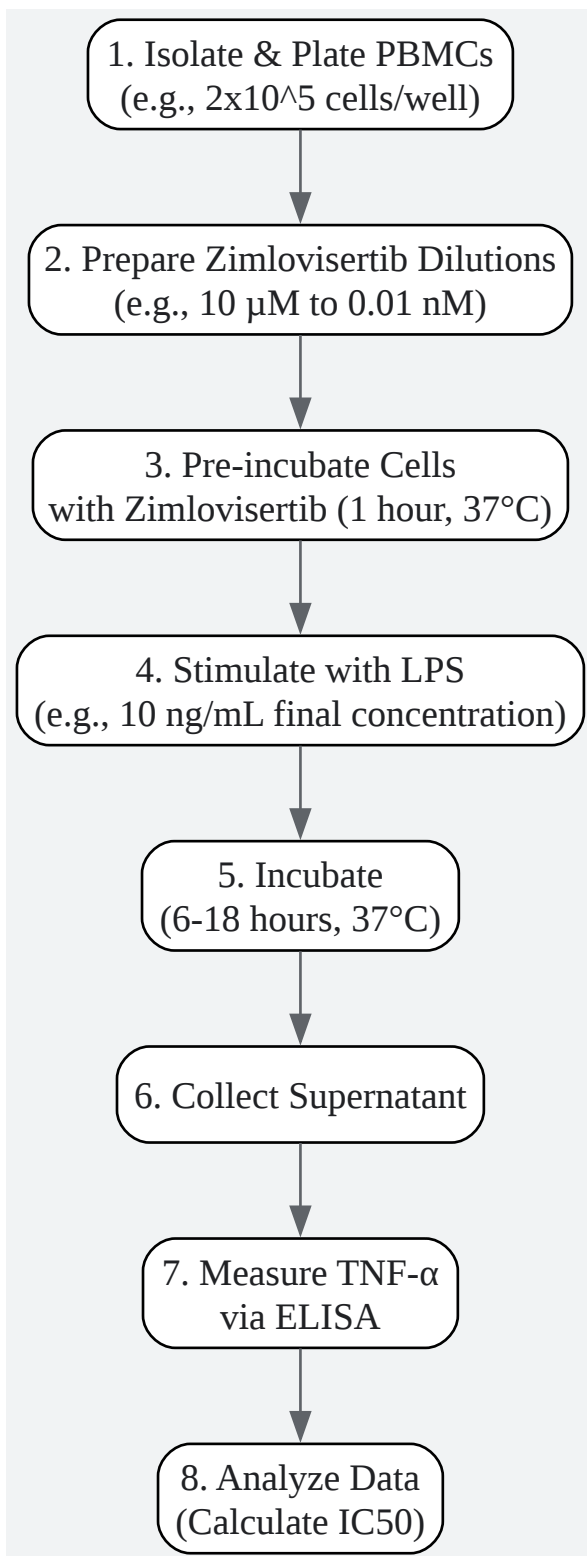 1. Isolate & Plate PBMCs
(e.g., 2x10^5 cells/well)
2. Prepare Zimlovisertib Dilutions
(e.g., 10 µM to 0.01 nM)
3. Pre-incubate Cells
with Zimlovisertib (1 hour, 37°C)
4. Stimulate with LPS
(e.g., 10 ng/mL final concentration)
5. Incubate
(6-18 hours, 37°C)
6. Collect Supernatant
7. Measure TNF-α
via ELISA
8. Analyze Data
(Calculate IC50)